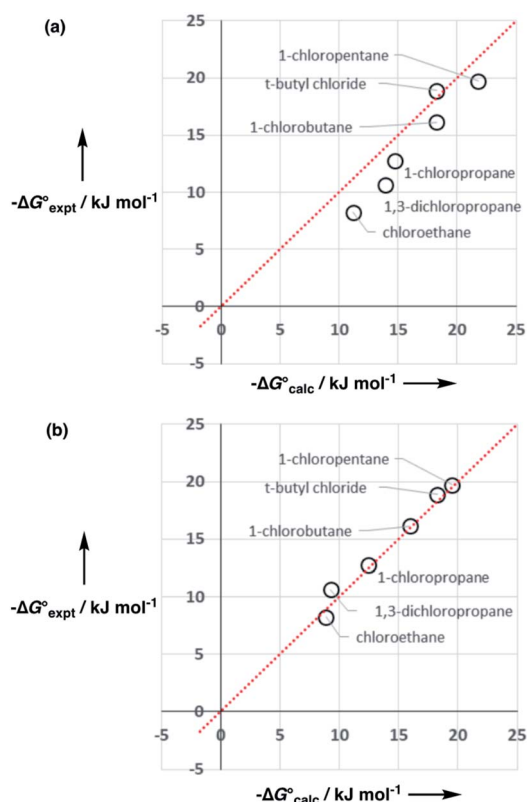 (a)
25
1-chloropentane
20
t-butyl chloride
15
1-chlorobutane
10
1-chloropropane
1,3-dichloropropane
chloroethane
5
0
-5 0 5 10 15 20 25
-5
-ΔG°expt / kJ mol-1
-ΔG°calc / kJ mol-1
(b)
25
1-chloropentane
20
t-butyl chloride
15
1-chlorobutane
10
1-chloropropane
1,3-dichloropropane
chloroethane
5
0
-5 0 5 10 15 20 25
-5
-ΔG°expt / kJ mol-1
-ΔG°calc / kJ mol-1